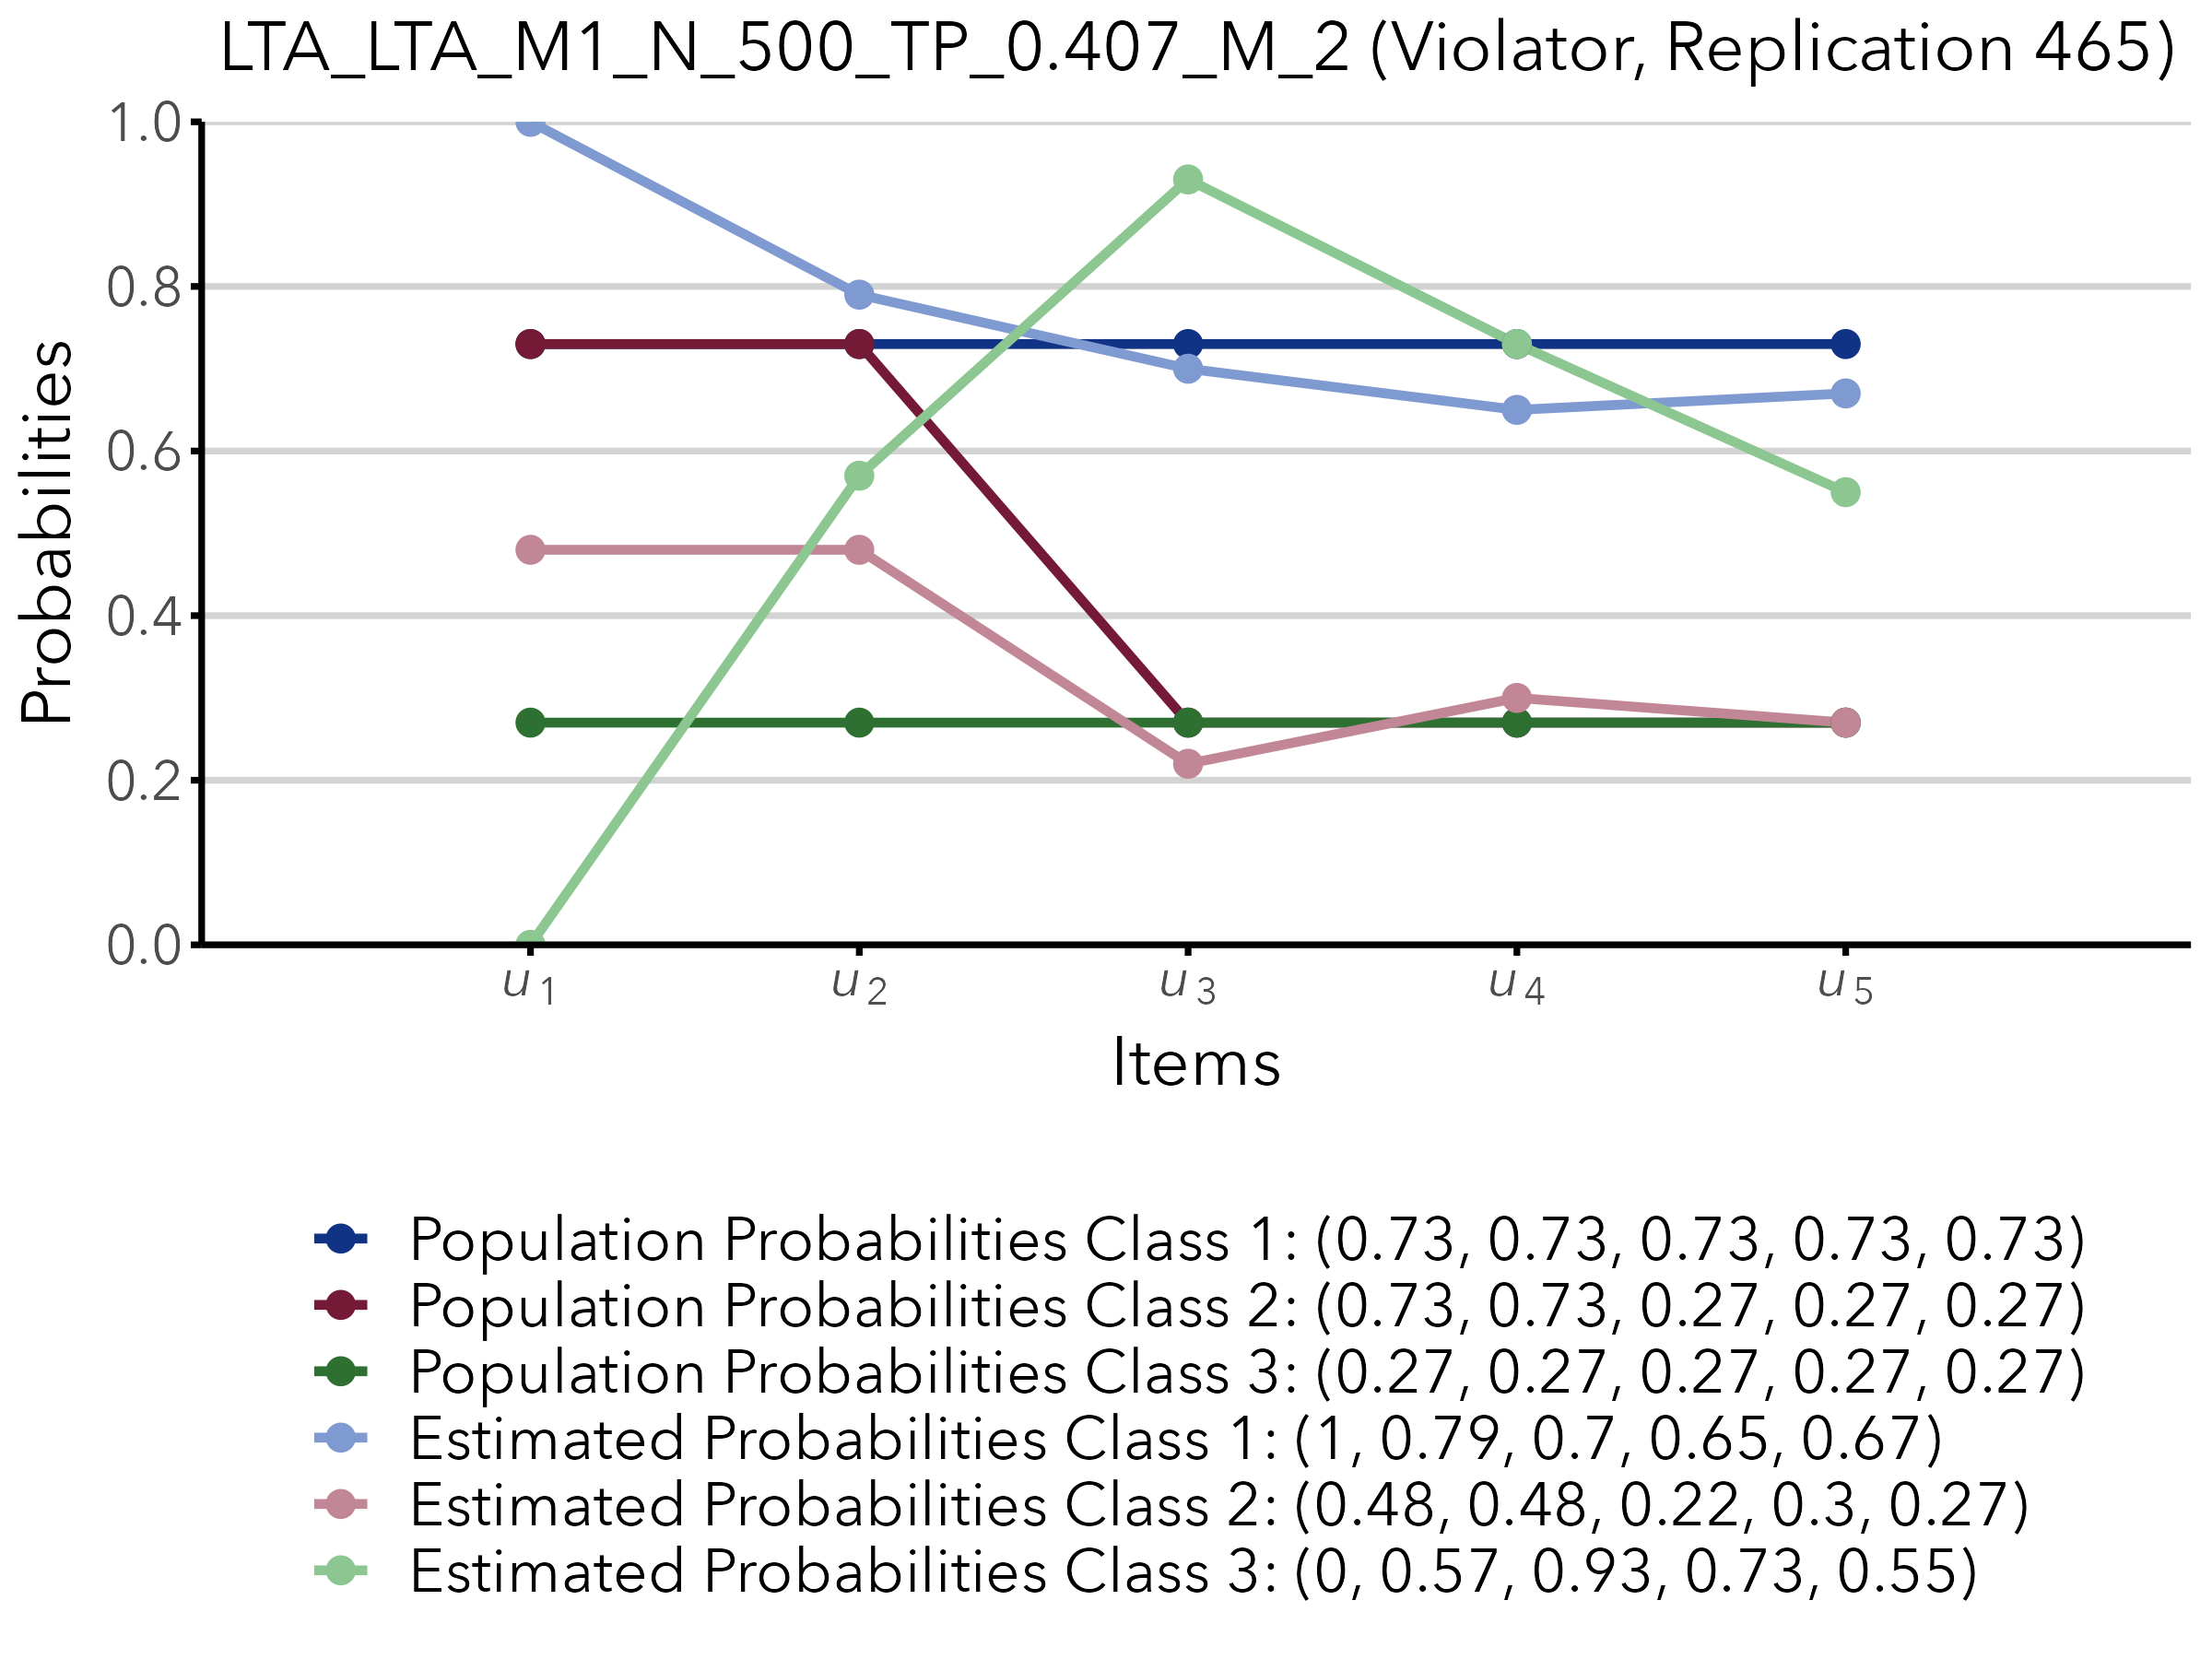 LTA_LTA_M1_N_500_TP_0.407_M_2 (Violator, Replication 465)
Probabilities
1.0
0.8
0.6
0.4
0.2
0.0
u1 u2 u3 u4 u5
Items
Population Probabilities Class 1: (0.73, 0.73, 0.73, 0.73, 0.73)
Population Probabilities Class 2: (0.73, 0.73, 0.27, 0.27, 0.27)
Population Probabilities Class 3: (0.27, 0.27, 0.27, 0.27, 0.27)
Estimated Probabilities Class 1: (1, 0.79, 0.7, 0.65, 0.67)
Estimated Probabilities Class 2: (0.48, 0.48, 0.22, 0.3, 0.27)
Estimated Probabilities Class 3: (0, 0.57, 0.93, 0.73, 0.55)